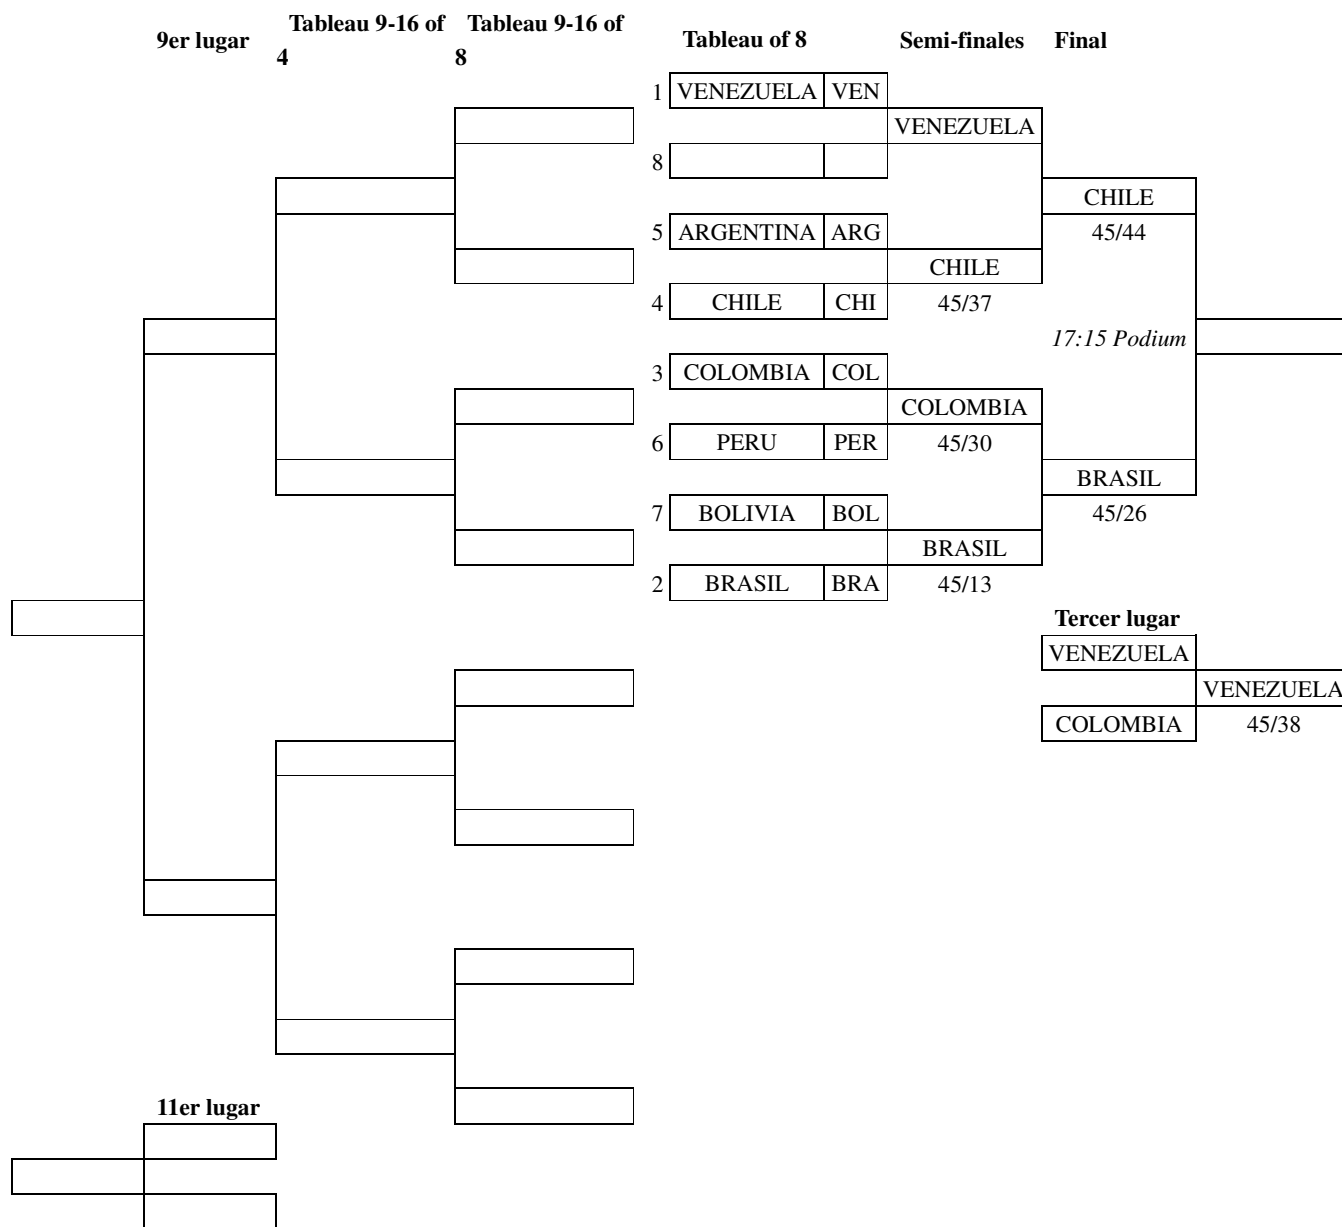 9er lugar
Tableau 9-16 of
4
Tableau 9-16 of
8
Tableau of 8
Semi-finales
Final
1 VENEZUELA VEN
VENEZUELA
8
CHILE
5 ARGENTINA ARG
45/44
CHILE
4 CHILE CHI
45/37
17:15 Podium
3 COLOMBIA COL
COLOMBIA
6 PERU PER
45/30
BRASIL
7 BOLIVIA BOL
45/26
BRASIL
2 BRASIL BRA
45/13
Tercer lugar
VENEZUELA
VENEZUELA
COLOMBIA
45/38
11er lugar